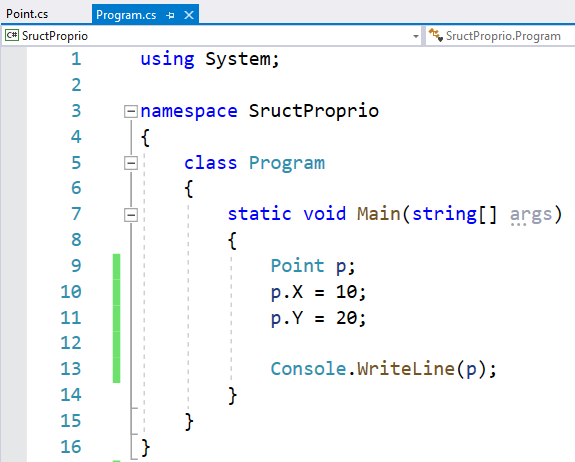 Point.cs Program.cs
C# SructProprio SructProprio.Program
1 using System;
2
3 namespace SructProprio
4 {
5 class Program
6 {
7 static void Main(string[] args)
8 {
9 Point p;
10 p.X = 10;
11 p.Y = 20;
12
13 Console.WriteLine(p);
14 }
15 }
16 }